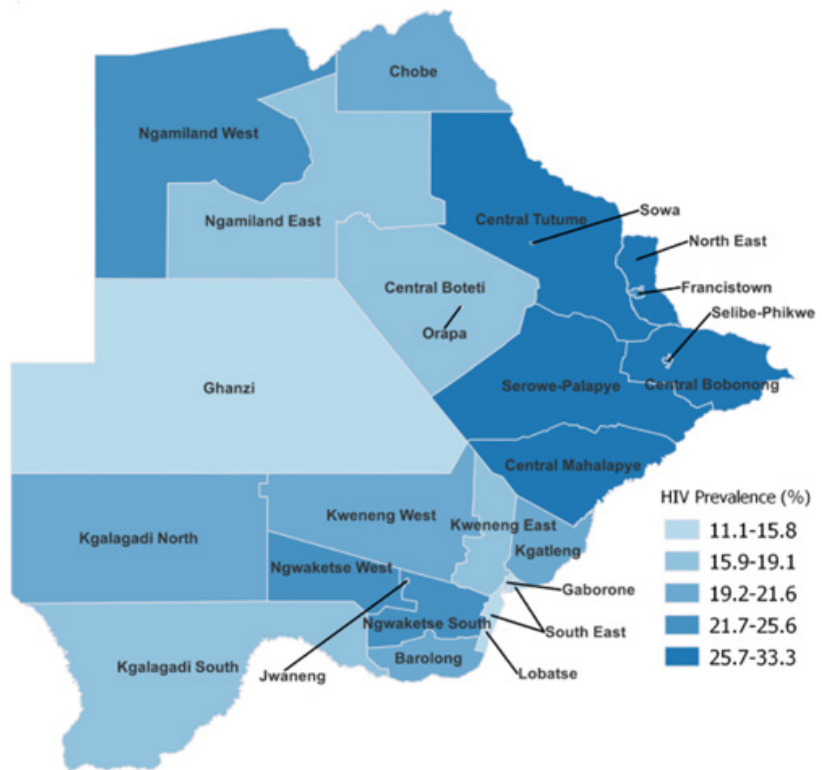 Chobe
Ngamiland West
Ngamiland East
Central Tutume
Sowa
North East
Francistown
Selibe-Phikwe
Central Boteti
Orapa
Ghanzi
Serowe-Palapye
Central Bobonong
Central Mahalapye
Kweneng West
Kweneng East
Kgatleng
Kgalagadi North
Ngwaketse West
Gaborone
South East
Ngwaketse South
Lobatse
Barolong
Jwaneng
Kgalagadi South
HIV Prevalence (%)
11.1-15.8
15.9-19.1
19.2-21.6
21.7-25.6
25.7-33.3